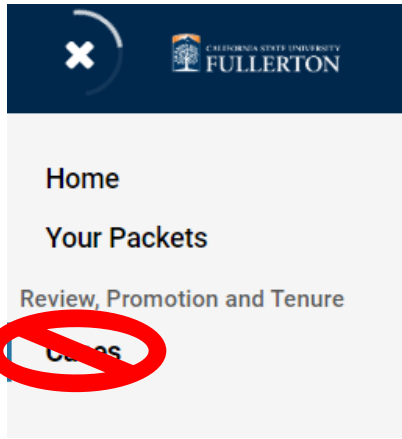 CALIFORNIA STATE UNIVERSITY
FULLERTON
Home
Your Packets
Review, Promotion and Tenure
Cases